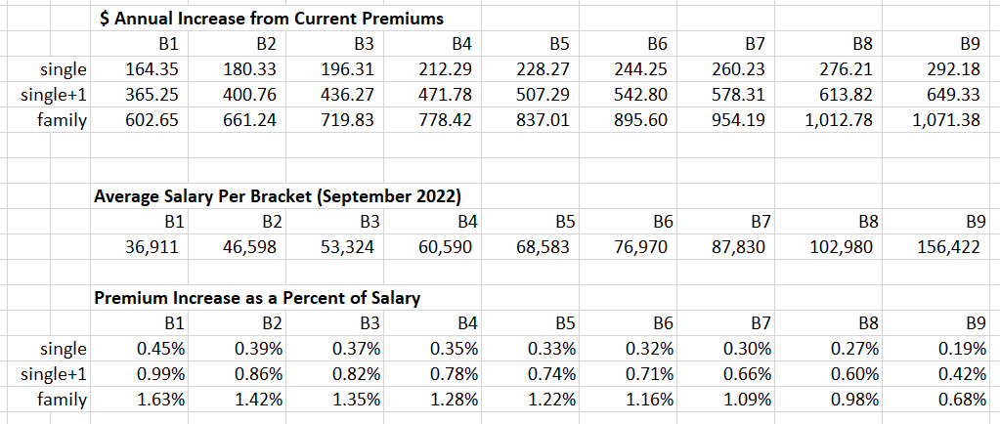 $ Annual Increase from Current Premiums
B1 B2 B3 B4 B5 B6 B7 B8 B9
single 164.35 180.33 196.31 212.29 228.27 244.25 260.23 276.21 292.18
single+1 365.25 400.76 436.27 471.78 507.29 542.80 578.31 613.82 649.33
family 602.65 661.24 719.83 778.42 837.01 895.60 954.19 1,012.78 1,071.38
Average Salary Per Bracket (September 2022)
B1 B2 B3 B4 B5 B6 B7 B8 B9
36,911 46,598 53,324 60,590 68,583 76,970 87,830 102,980 156,422
Premium Increase as a Percent of Salary
B1 B2 B3 B4 B5 B6 B7 B8 B9
single 0.45% 0.39% 0.37% 0.35% 0.33% 0.32% 0.30% 0.27% 0.19%
single+1 0.99% 0.86% 0.82% 0.78% 0.74% 0.71% 0.66% 0.60% 0.42%
family 1.63% 1.42% 1.35% 1.28% 1.22% 1.16% 1.09% 0.98% 0.68%